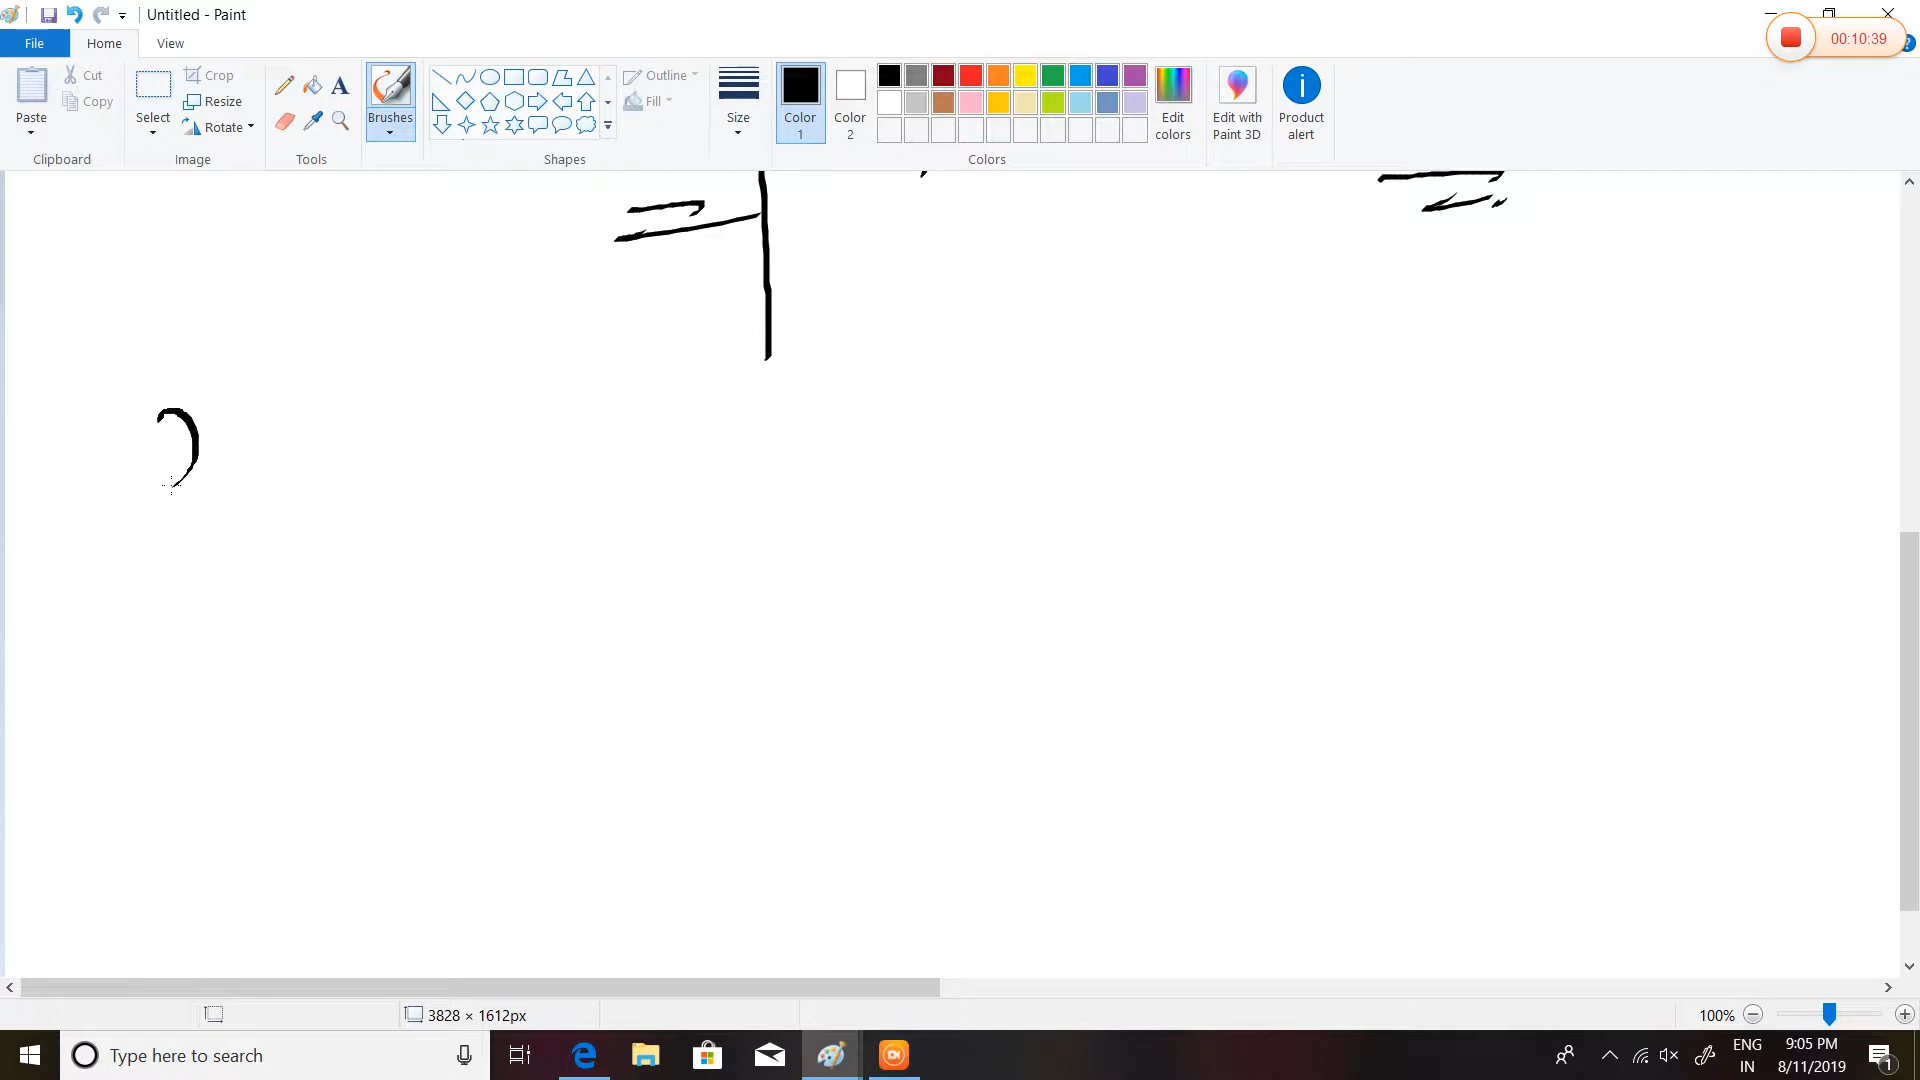 Untitled - Paint
00:10:39
File Home View
Paste
Cut
Copy
Clipboard
Select
Crop
Resize
Rotate
Image
A
Tools
Brushes
Outline
Fill
Shapes
Size
Color 1
Color 2
Edit colors
Colors
Edit with Paint 3D
Product alert
3828 × 1612px
100%
Type here to search
ENG
IN
9:05 PM
8/11/2019
1